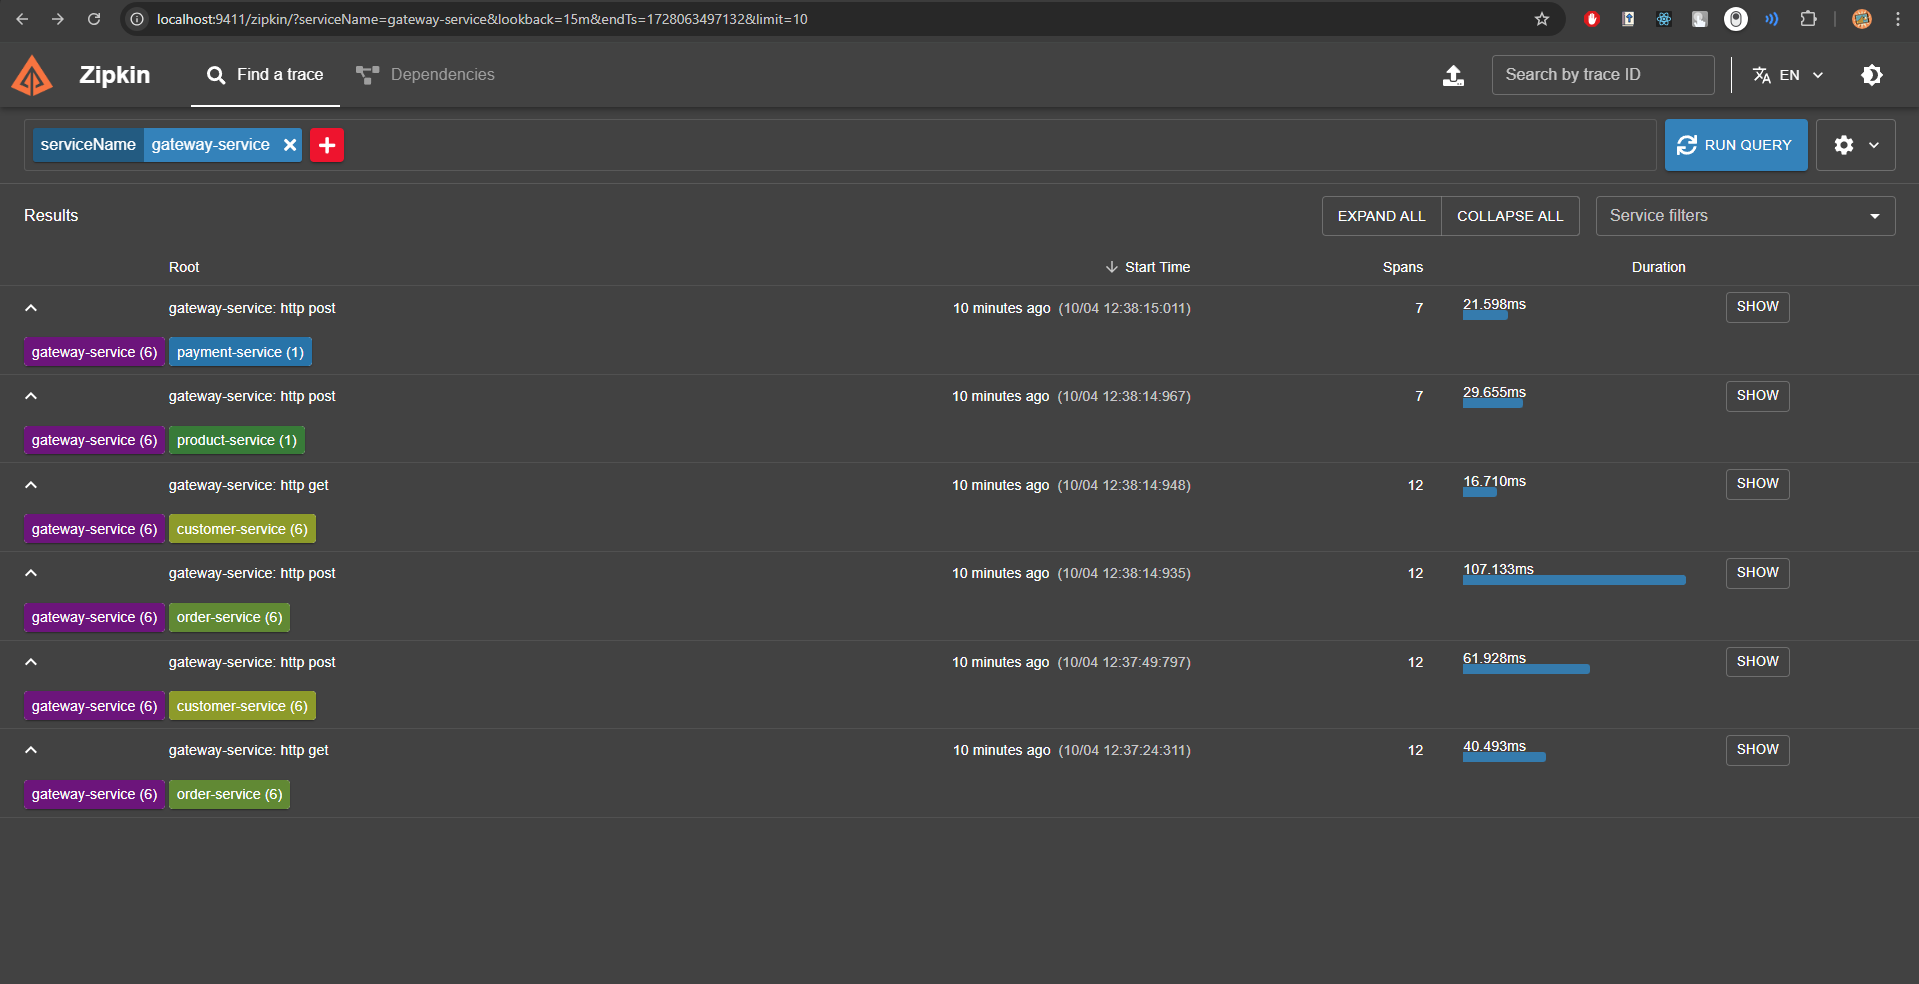 localhost:9411/zipkin/?serviceName=gateway-service&lookback=15m&endTs=1728063497132&limit=10
Zipkin Find a trace Dependencies Search by trace ID EN
serviceName gateway-service RUN QUERY
Results EXPAND ALL COLLAPSE ALL Service filters
Root Start Time Spans Duration
gateway-service: http post 10 minutes ago (10/04 12:38:15:011) 7 21.598ms SHOW
gateway-service (6) payment-service (1)
gateway-service: http post 10 minutes ago (10/04 12:38:14:967) 7 29.655ms SHOW
gateway-service (6) product-service (1)
gateway-service: http get 10 minutes ago (10/04 12:38:14:948) 12 16.710ms SHOW
gateway-service (6) customer-service (6)
gateway-service: http post 10 minutes ago (10/04 12:38:14:935) 12 107.133ms SHOW
gateway-service (6) order-service (6)
gateway-service: http post 10 minutes ago (10/04 12:37:49:797) 12 61.928ms SHOW
gateway-service (6) customer-service (6)
gateway-service: http get 10 minutes ago (10/04 12:37:24:311) 12 40.493ms SHOW
gateway-service (6) order-service (6)